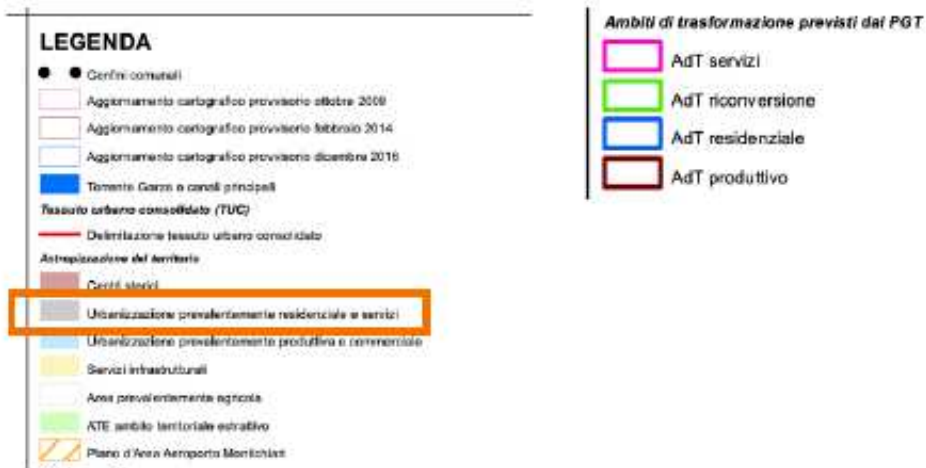 LEGENDA
Confini comunali
Aggiornamento cartografico provvisorio ottobre 2009
Aggiornamento cartografico provvisorio febbraio 2014
Aggiornamento cartografico provvisorio dicembre 2016
Torrente Garza e canali principali
Tessuto urbano consolidato (TUC)
Delimitazione tessuto urbano consolidato
Antropizzazione del territorio
Centri storici
Urbanizzazione prevalentemente residenziale e servizi
Urbanizzazione prevalentemente produttiva e commerciale
Servizi infrastrutturali
Area prevalentemente agricola
ATE ambito territoriale estrattivo
Piano d'Area Aeroporto Montichiari
Ambiti di trasformazione previsti dal PGT
AdT servizi
AdT riconversione
AdT residenziale
AdT produttivo